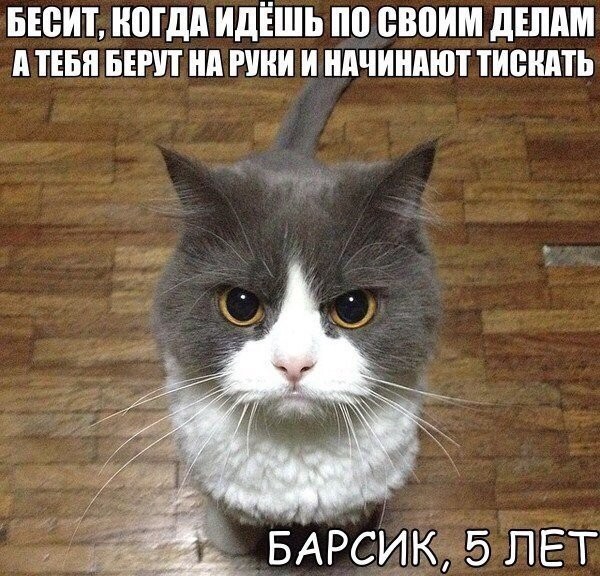 БЕСИТ, КОГДА ИДЁШЬ ПО СВОИМ ДЕЛАМ
А ТЕБЯ БЕРУТ НА РУКИ И НАЧИНАЮТ ТИСКАТЬ
БАРСИК, 5 ЛЕТ